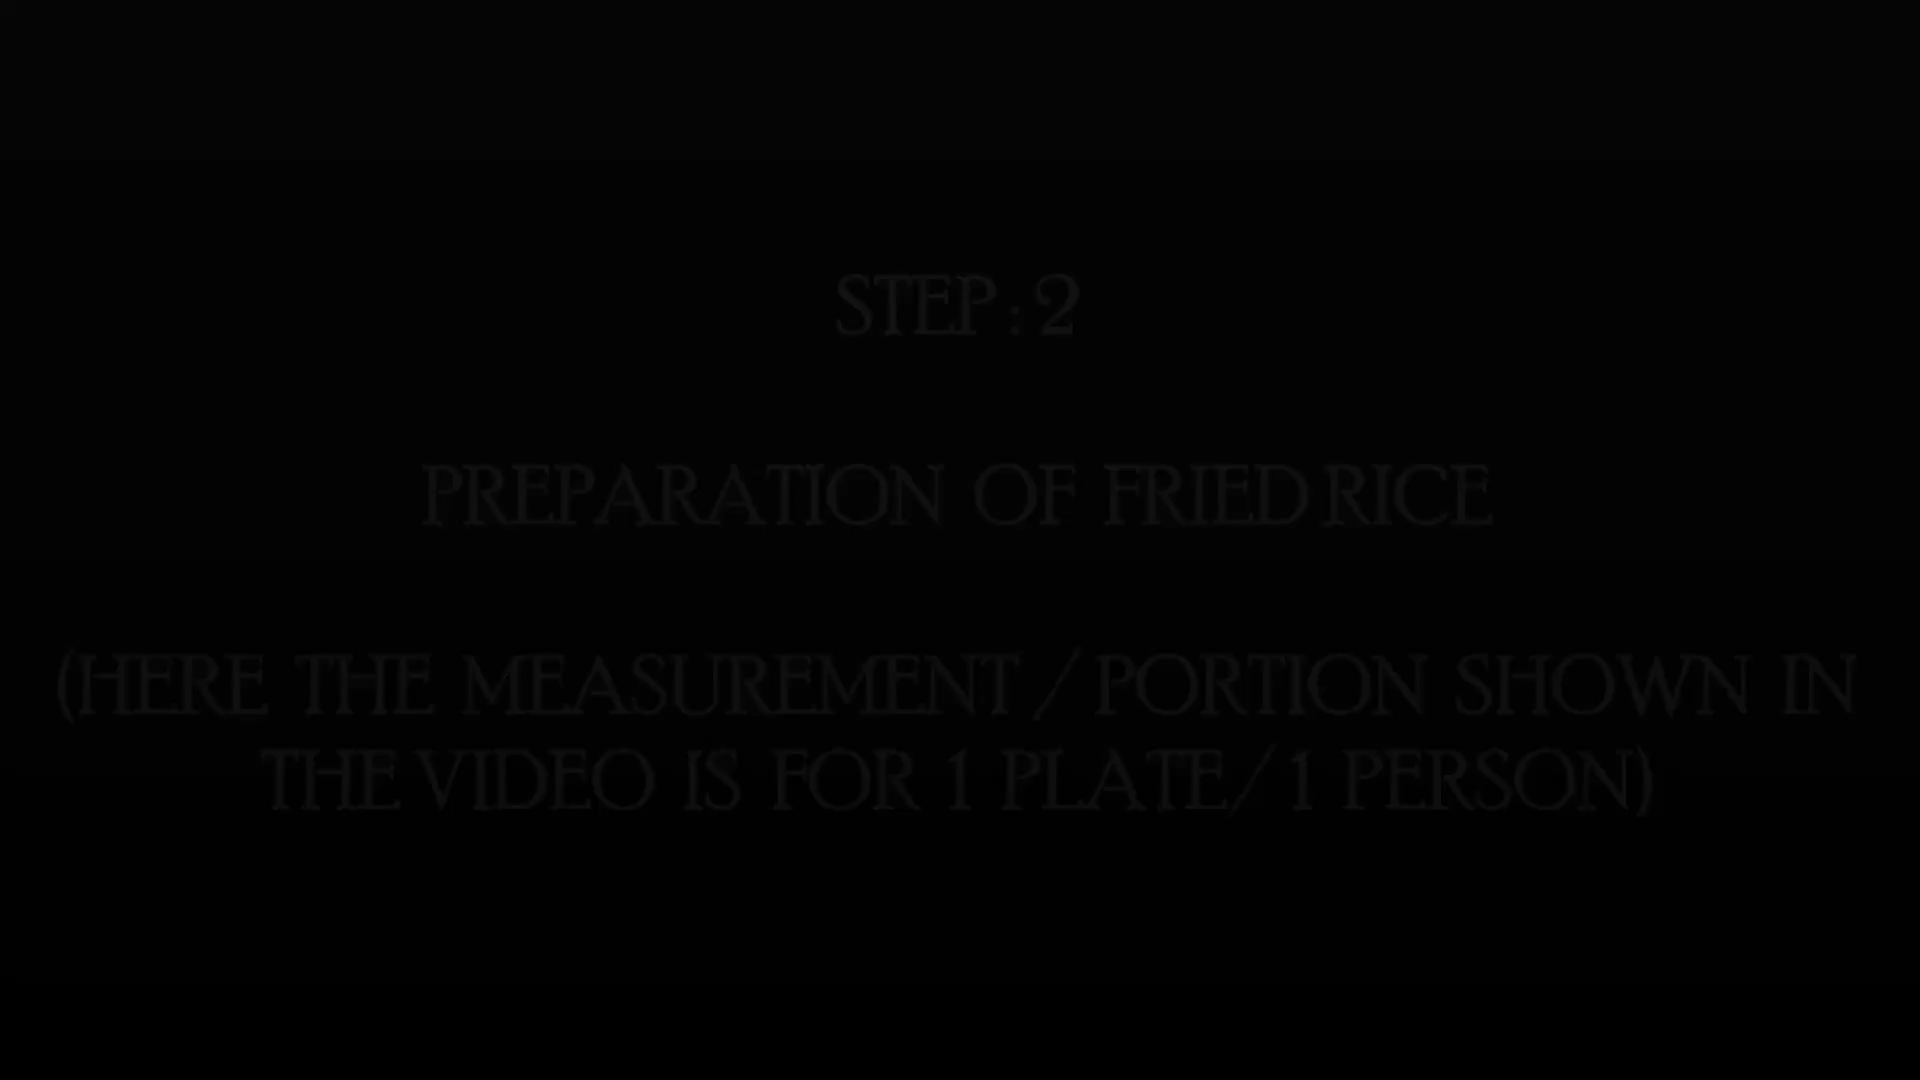 STEP : 2
PREPARATION OF FRIED RICE
(HERE THE MEASUREMENT / PORTION SHOWN IN
THE VIDEO IS FOR 1 PLATE/ 1 PERSON)